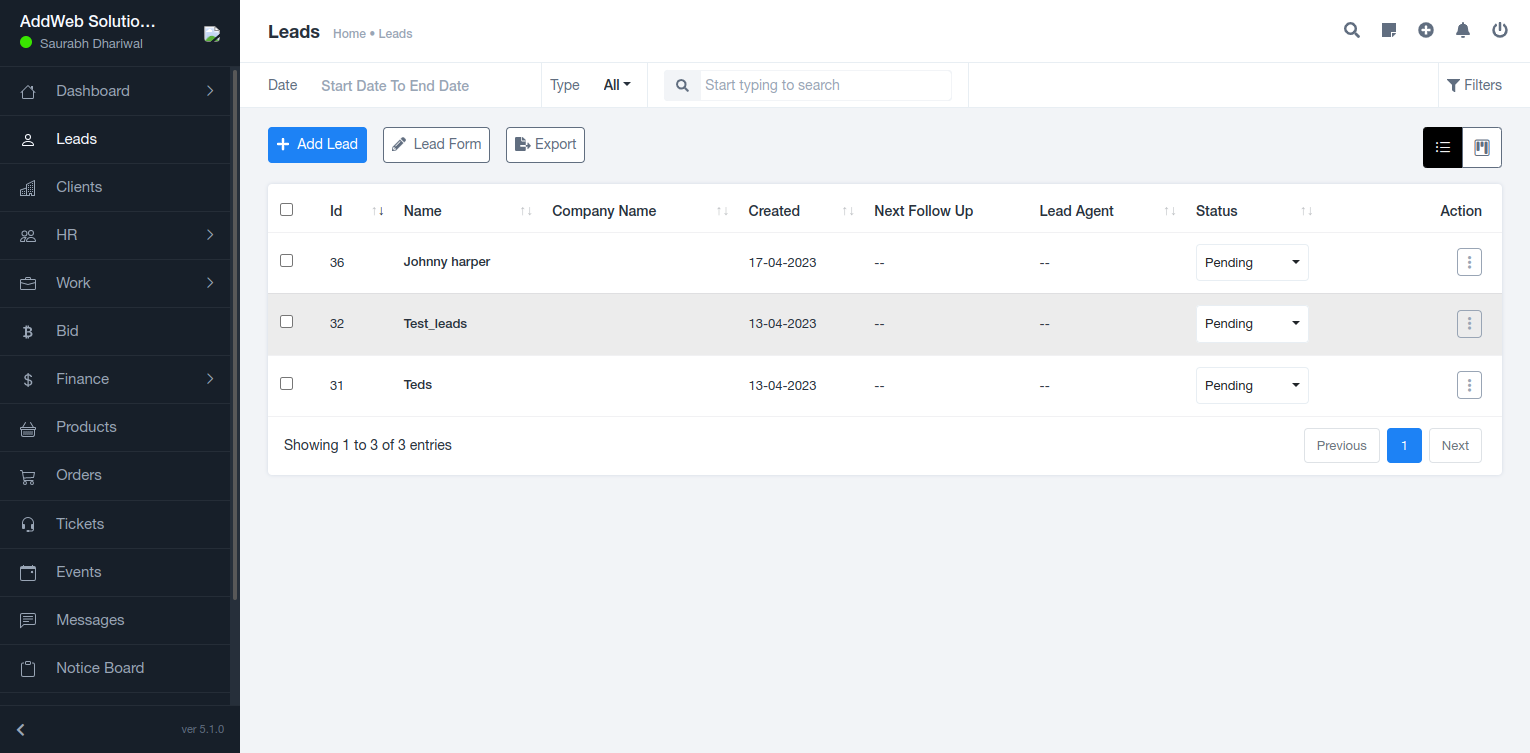 AddWeb Solutio...
Saurabh Dhariwal
Dashboard
Leads
Clients
HR
Work
Bid
Finance
Products
Orders
Tickets
Events
Messages
Notice Board
ver 5.1.0
Leads Home • Leads
Date Start Date To End Date Type All Start typing to search Filters
Add Lead Lead Form Export
Id Name Company Name Created Next Follow Up Lead Agent Status Action
36 Johnny harper 17-04-2023 -- -- Pending
32 Test_leads 13-04-2023 -- -- Pending
31 Teds 13-04-2023 -- -- Pending
Showing 1 to 3 of 3 entries Previous 1 Next